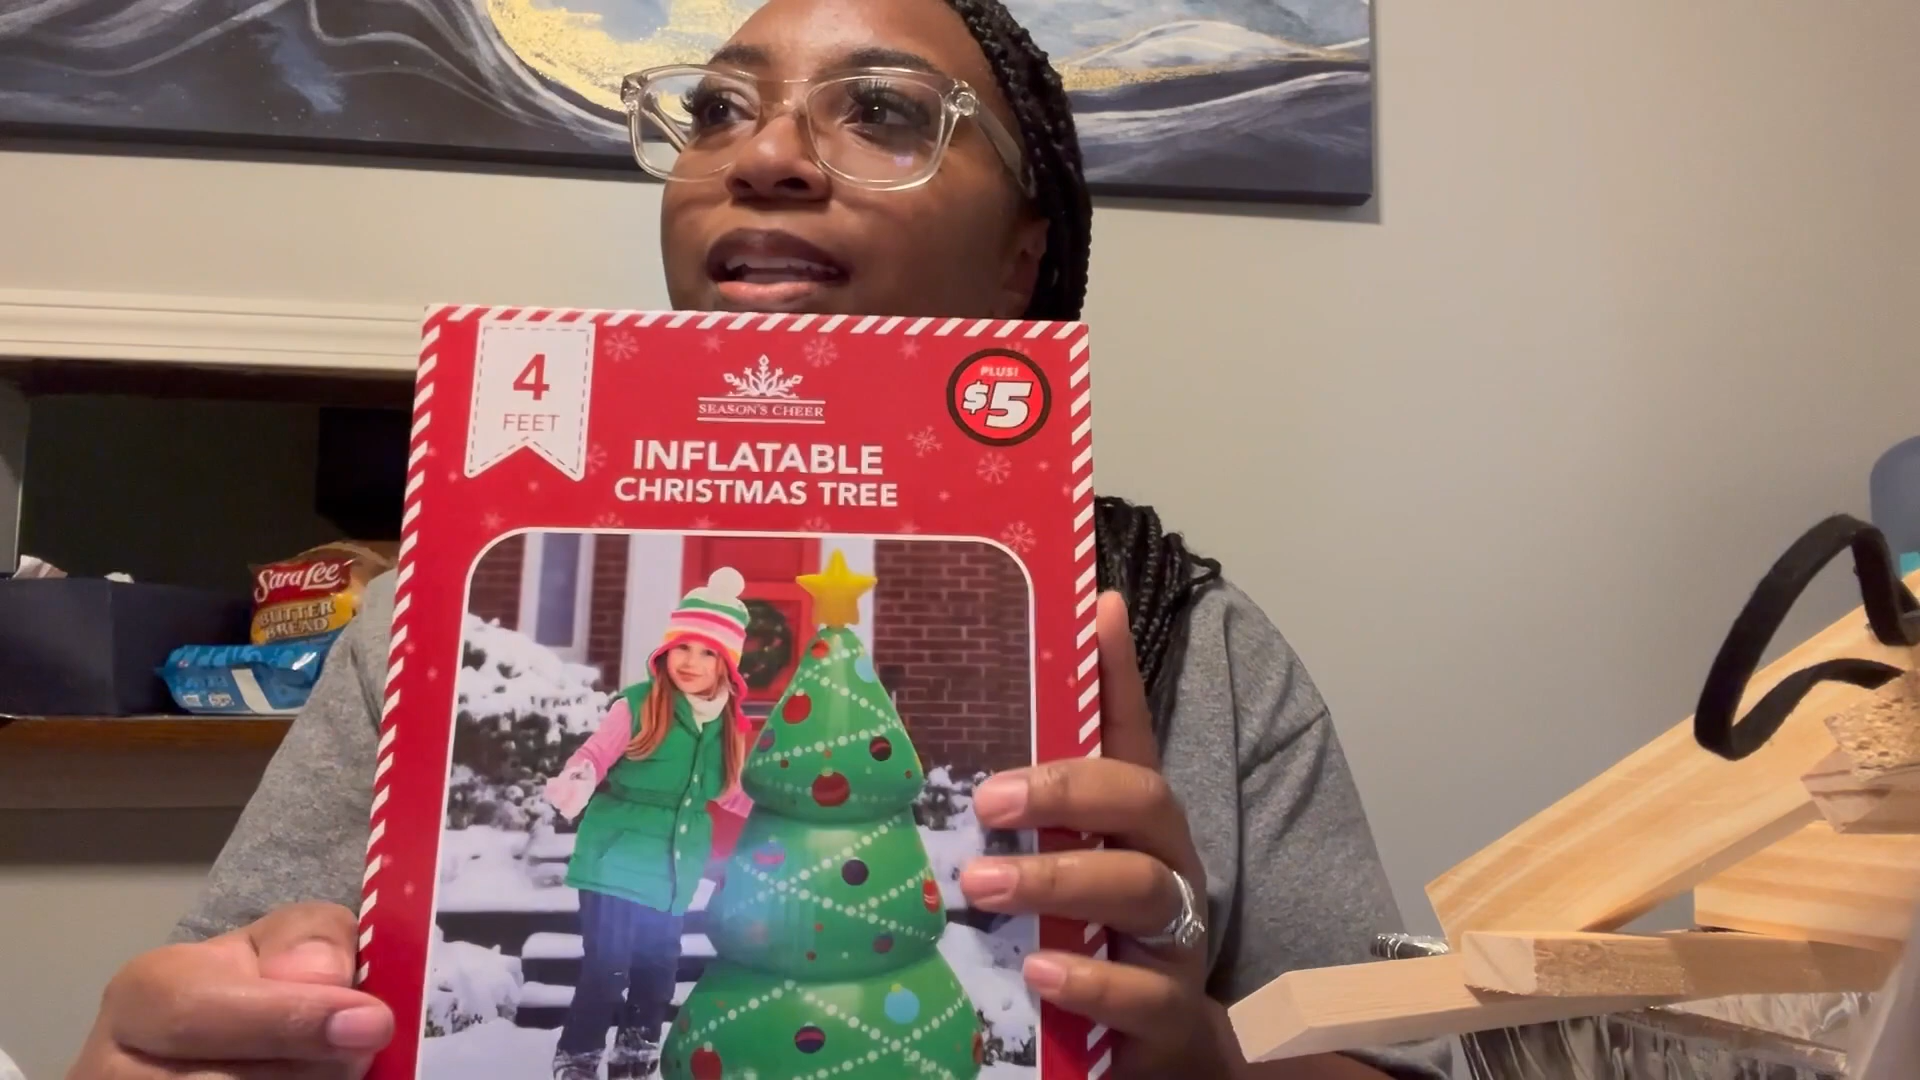 4
FEET
SEASON'S CHEER
PLUS!
$5
INFLATABLE
CHRISTMAS TREE
Sara Lee
BUTTER
BREAD